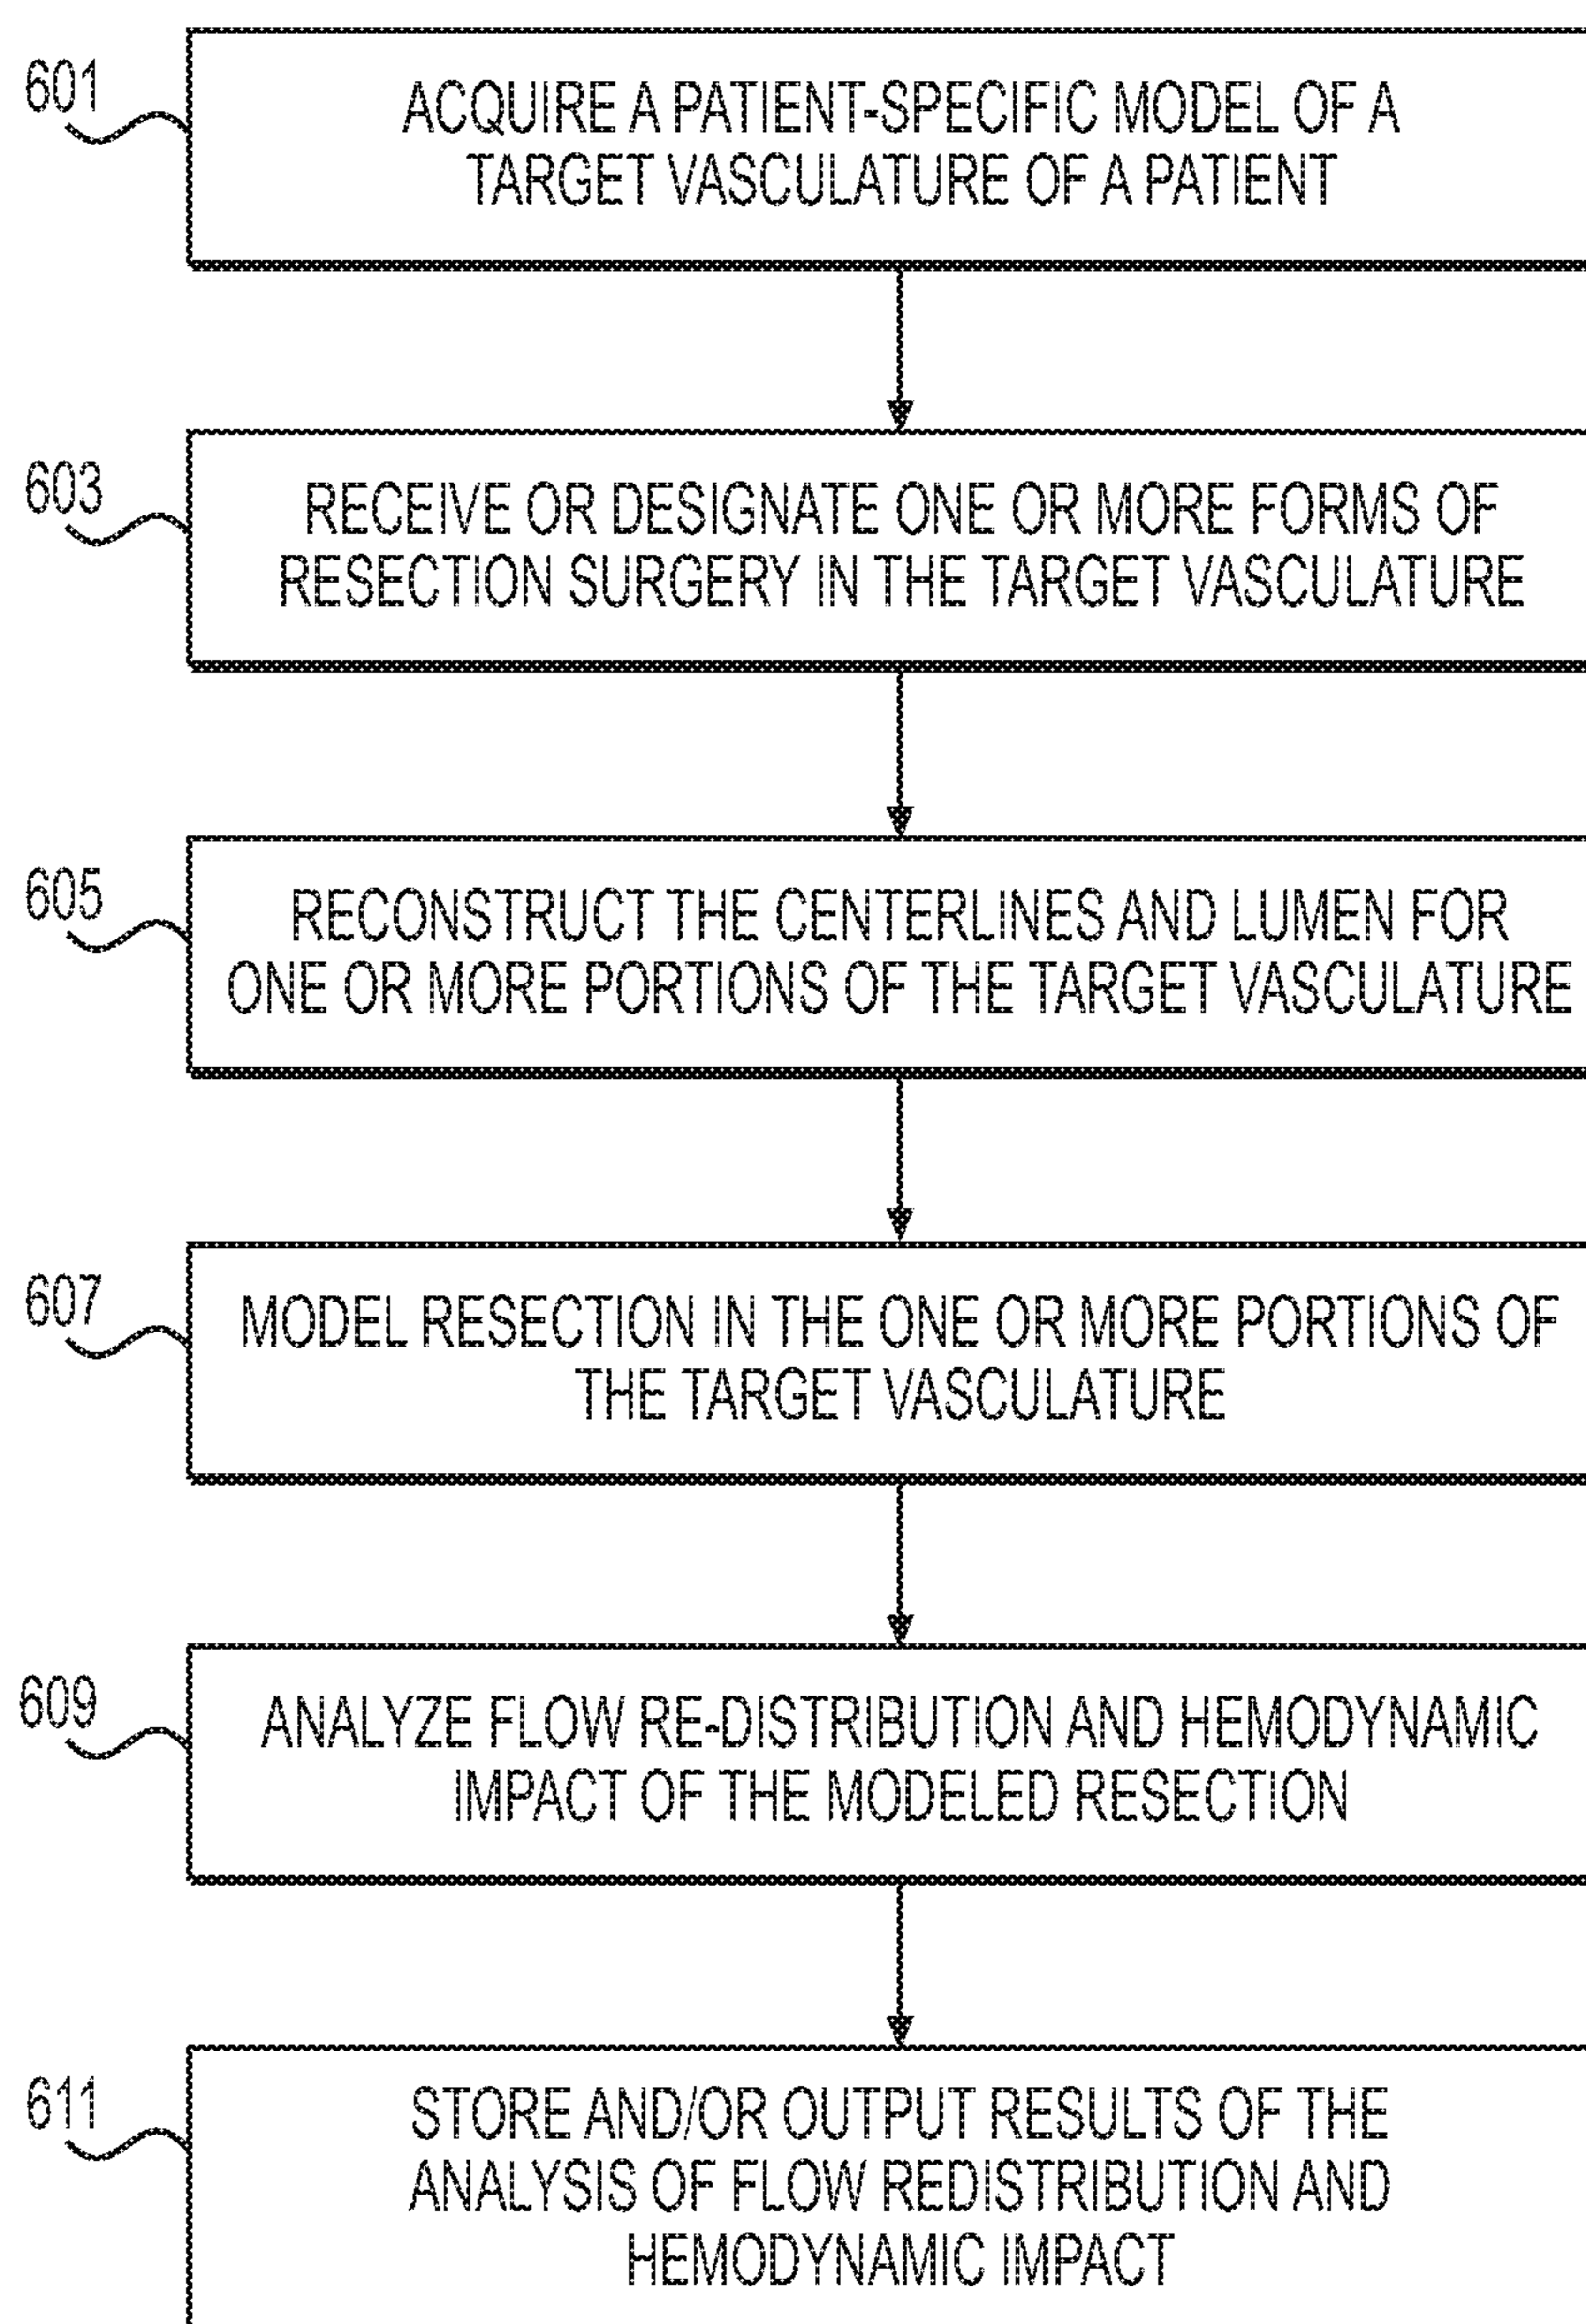 601
ACQUIRE A PATIENT-SPECIFIC MODEL OF A
TARGET VASCULATURE OF A PATIENT
603
RECEIVE OR DESIGNATE ONE OR MORE FORMS OF
RESECTION SURGERY IN THE TARGET VASCULATURE
605
RECONSTRUCT THE CENTERLINES AND LUMEN FOR
ONE OR MORE PORTIONS OF THE TARGET VASCULATURE
607
MODEL RESECTION IN THE ONE OR MORE PORTIONS OF
THE TARGET VASCULATURE
609
ANALYZE FLOW RE-DISTRIBUTION AND HEMODYNAMIC
IMPACT OF THE MODELED RESECTION
611
STORE AND/OR OUTPUT RESULTS OF THE
ANALYSIS OF FLOW REDISTRIBUTION AND
HEMODYNAMIC IMPACT